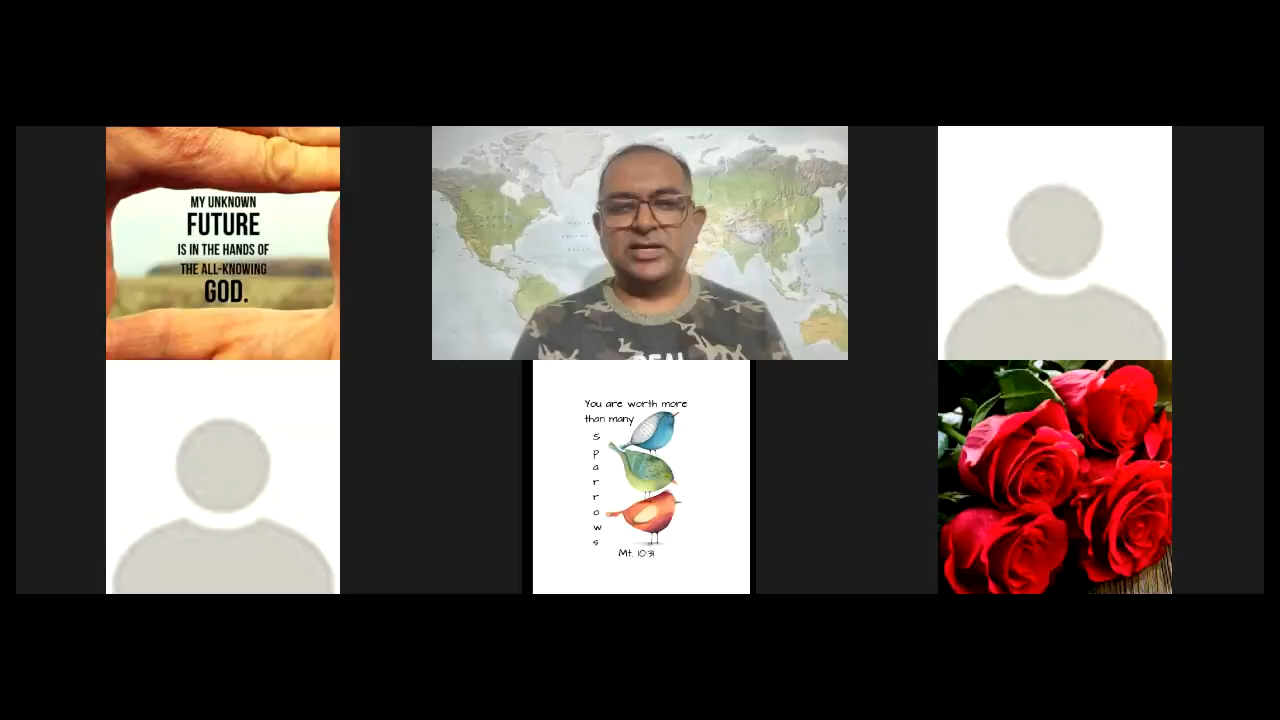 MY UNKNOWN
FUTURE
IS IN THE HANDS OF
THE ALL-KNOWING
GOD.
REAL
You are worth more
than many
S
p
a
r
r
o
w
s
Mt. 10:31